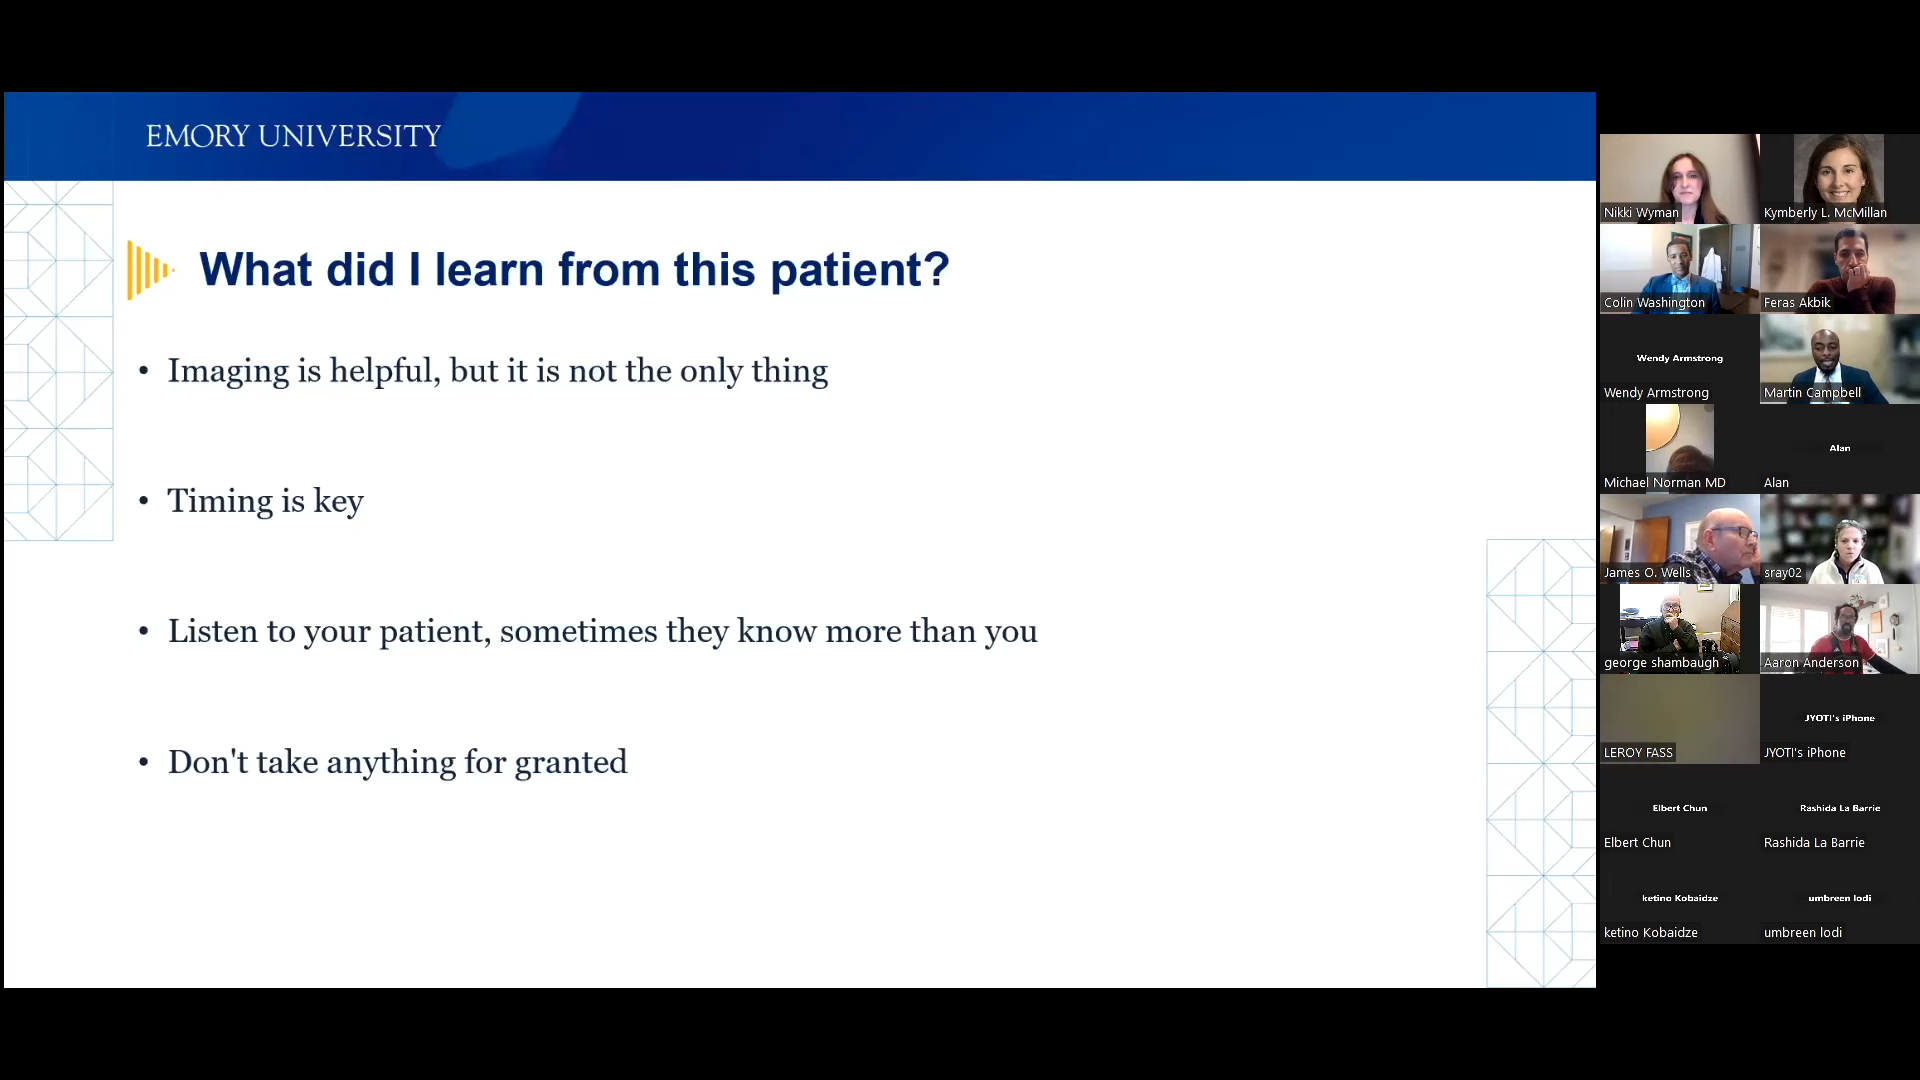 EMORY UNIVERSITY
What did I learn from this patient?
• Imaging is helpful, but it is not the only thing
• Timing is key
• Listen to your patient, sometimes they know more than you
• Don't take anything for granted
Nikki Wyman
Kymberly L. McMillan
Colin Washington
Feras Akbik
Wendy Armstrong
Wendy Armstrong
Martin Campbell
Michael Norman MD
Alan
Alan
James O. Wells
sray02
george shambaugh
Aaron Anderson
LEROY FASS
JYOTI's iPhone
JYOTI's iPhone
Elbert Chun
Elbert Chun
Rashida La Barrie
Rashida La Barrie
ketino Kobaidze
ketino Kobaidze
umbreen lodi
umbreen lodi